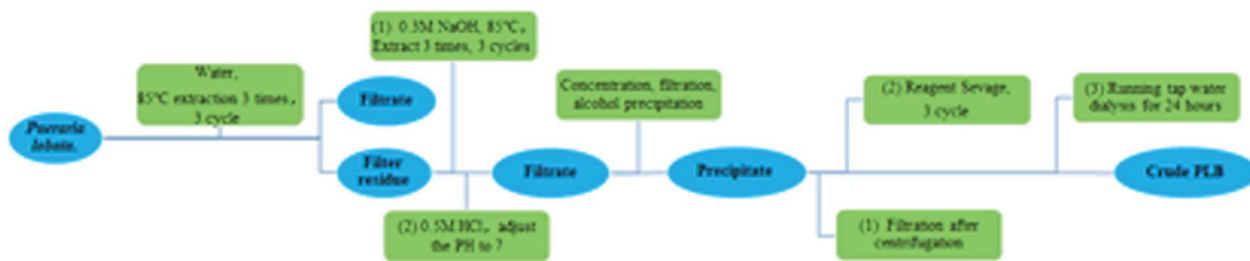 Pueraria
lobate.
Water,
85℃ extraction 3 times,
3 cycle
Filtrate
Filter
residue
(1) 0.3M NaOH, 85℃,
Extract 3 times, 3 cycles
(2) 0.5M HCl, adjust
the PH to 7
Filtrate
Concentration, filtration,
alcohol precipitation
Precipitate
(2) Reagent Sevage,
3 cycle
(1) Filtration after
centrifugation
(3) Running tap water
dialysis for 24 hours
Crude PLB